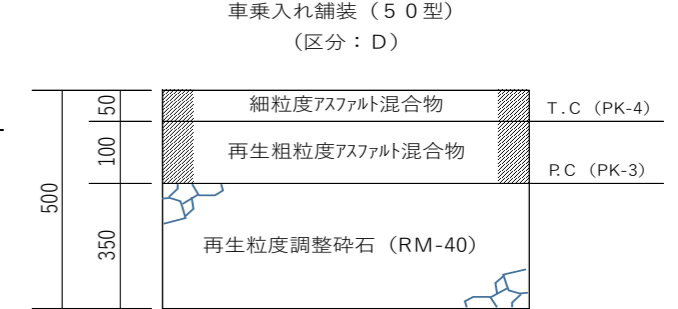 車乗入れ舗装（５０型）
（区分：Ｄ）
50 細粒度ｱｽﾌｧﾙﾄ混合物 T.C（PK-4）
100 再生粗粒度ｱｽﾌｧﾙﾄ混合物
P.C（PK-3）
500
350 再生粒度調整砕石（RM-40）